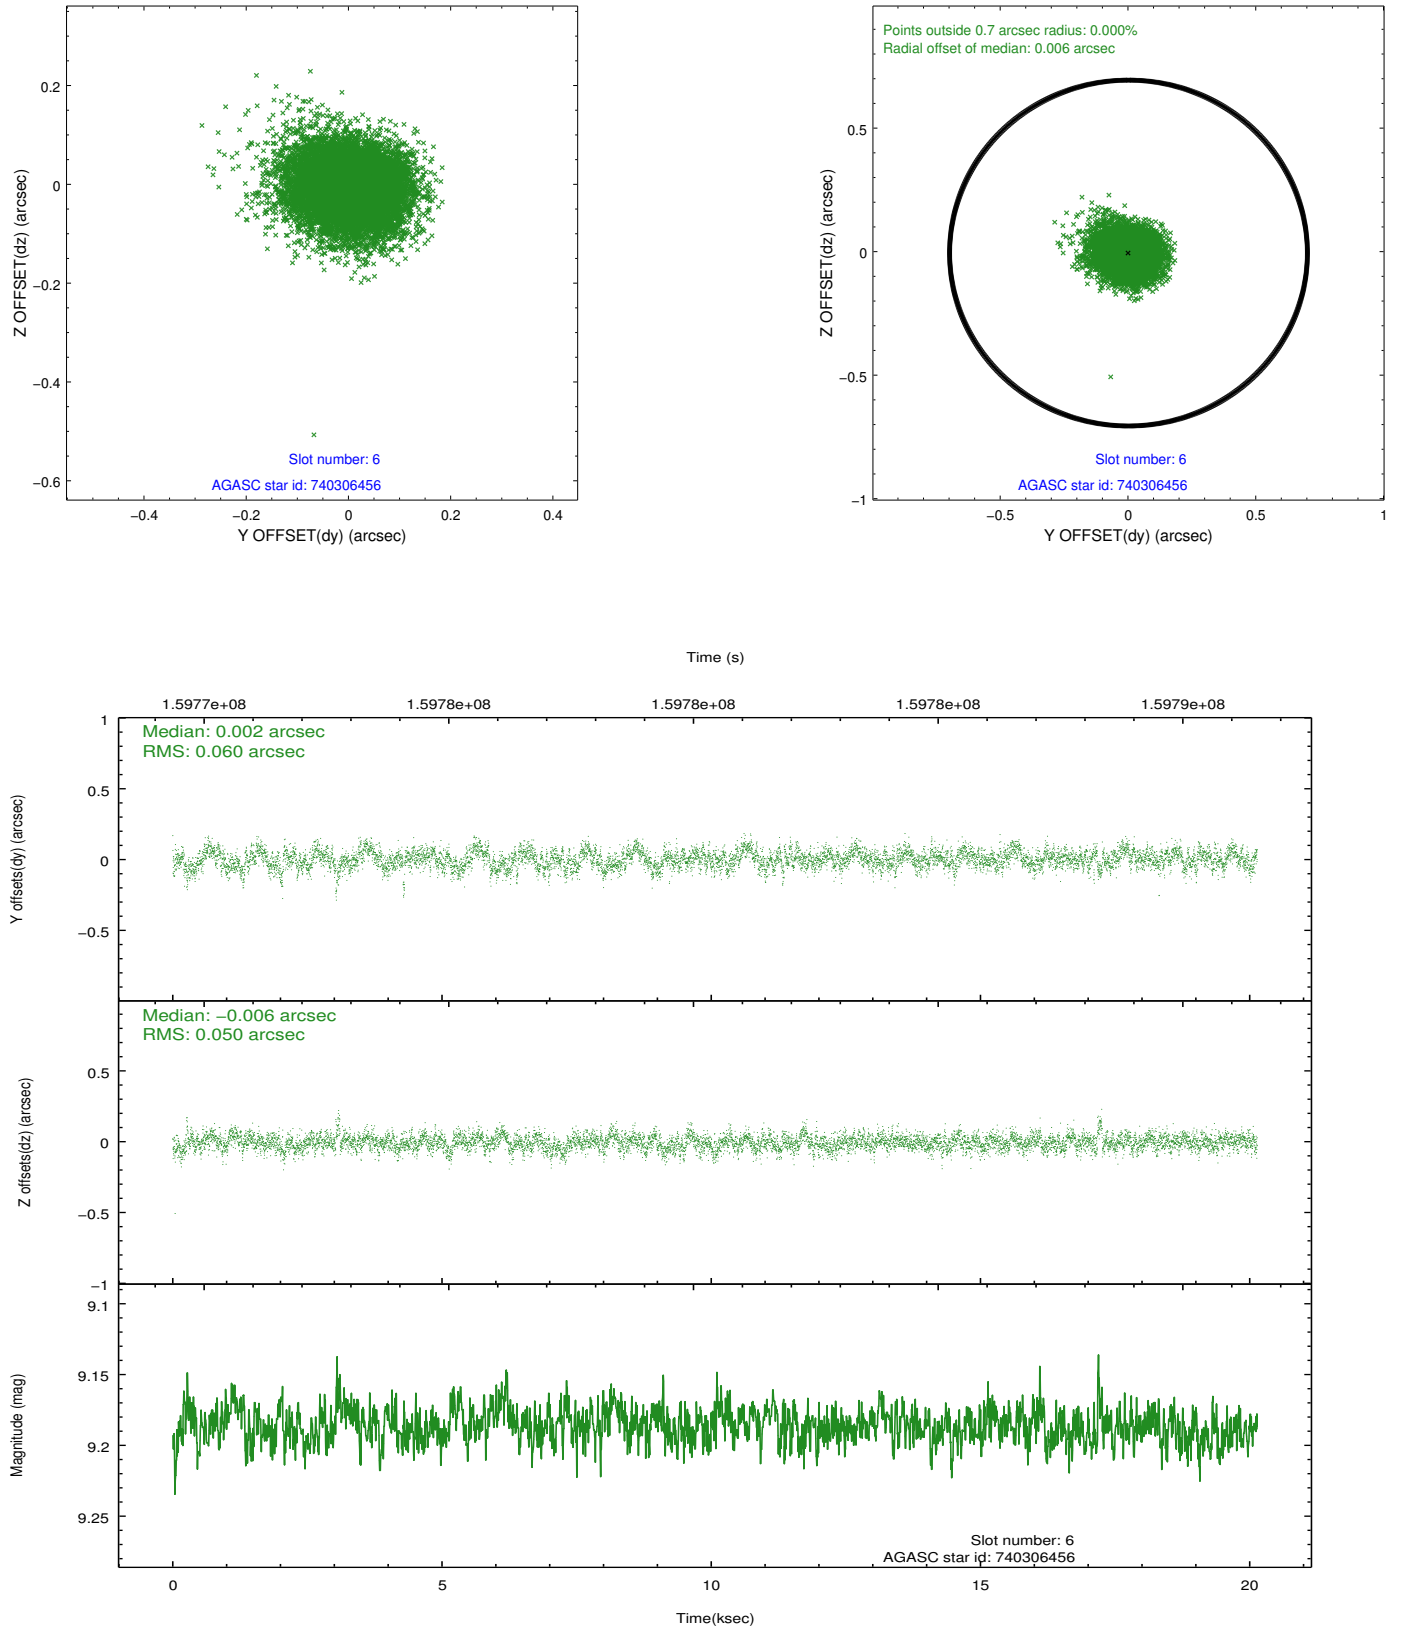 0.2
0
−0.2
−0.4
−0.6
Z OFFSET(dz) (arcsec)
Slot number: 6
AGASC star id: 740306456
−0.4 −0.2 0 0.2 0.4
Y OFFSET(dy) (arcsec)
Points outside 0.7 arcsec radius: 0.000%
Radial offset of median: 0.006 arcsec
0.5
0
−0.5
−1
Z OFFSET(dz) (arcsec)
Slot number: 6
AGASC star id: 740306456
−0.5 0 0.5 1
Y OFFSET(dy) (arcsec)
Time (s)
1.5977e+08 1.5978e+08 1.5978e+08 1.5978e+08 1.5979e+08
Median: 0.002 arcsec
RMS: 0.060 arcsec
1
0.5
0
−0.5
Y offsets(dy) (arcsec)
Median: −0.006 arcsec
RMS: 0.050 arcsec
0.5
0
−0.5
−1
Z offsets(dz) (arcsec)
9.1
9.15
9.2
9.25
Magnitude (mag)
Slot number: 6
AGASC star id: 740306456
0 5 10 15 20
Time(ksec)